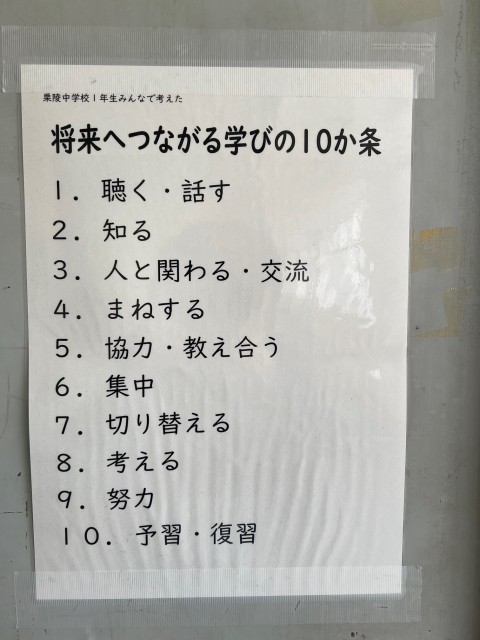 栗陵中学校1年生みんなで考えた
将来へつながる学びの10か条
1. 聴く・話す
2. 知る
3. 人と関わる・交流
4. まねする
5. 協力・教え合う
6. 集中
7. 切り替える
8. 考える
9. 努力
10. 予習・復習